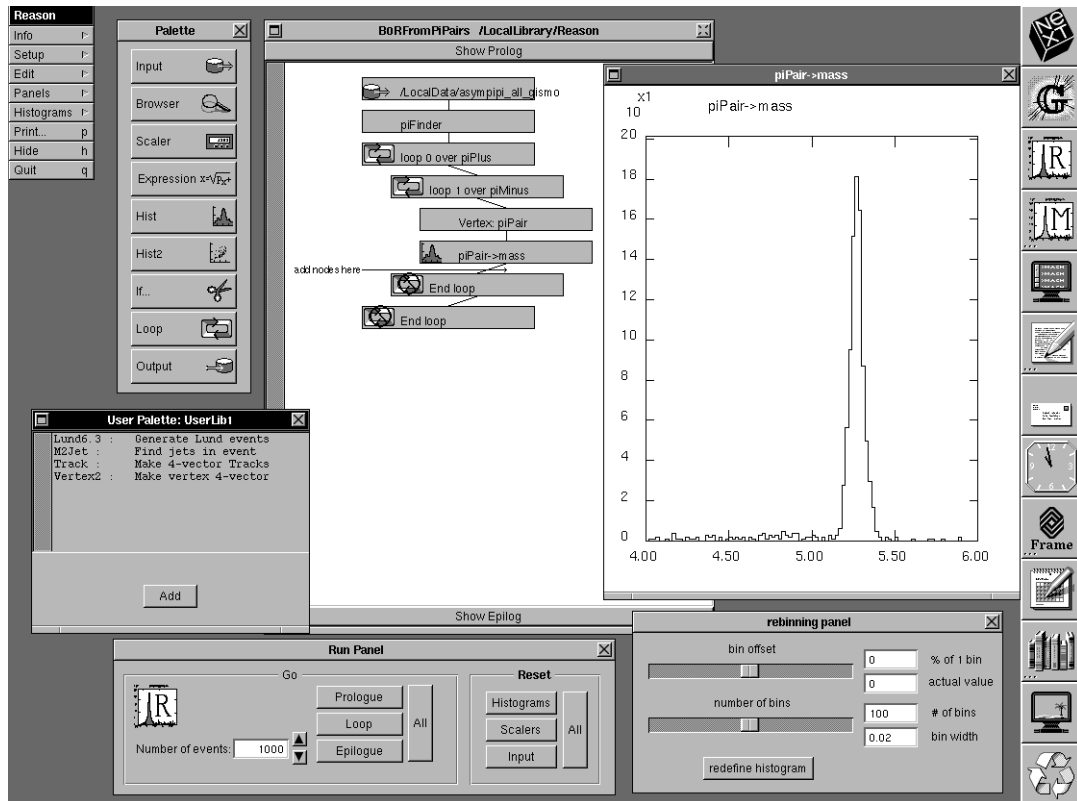 Reason
Info
Setup
Edit
Panels
Histograms
Print... p
Hide h
Quit q
Palette
Input
Browser
Scaler
Expression x=√Px+
Hist
Hist2
If...
Loop
Output
B0RFromPiPairs /LocalLibrary/Reason
Show Prolog
/LocalData/asympipi_all_gismo
piFinder
loop 0 over piPlus
loop 1 over piMinus
Vertex: piPair
piPair->mass
add nodes here
End loop
End loop
Show Epilog
piPair->mass
x1
10
piPair->mass
20
18
16
14
12
10
8
6
4
2
0
4.00 4.50 5.00 5.50 6.00
User Palette: UserLib1
Lund6.3 : Generate Lund events
M2Jet : Find jets in event
Track : Make 4-vector Tracks
Vertex2 : Make vertex 4-vector
Add
Run Panel
Go
R
Number of events: 1000
Prologue
Loop
Epilogue
All
Reset
Histograms
Scalers
Input
All
rebinning panel
bin offset
0 % of 1 bin
0 actual value
number of bins
100 # of bins
0.02 bin width
redefine histogram
NeXT
G
R
M
Frame